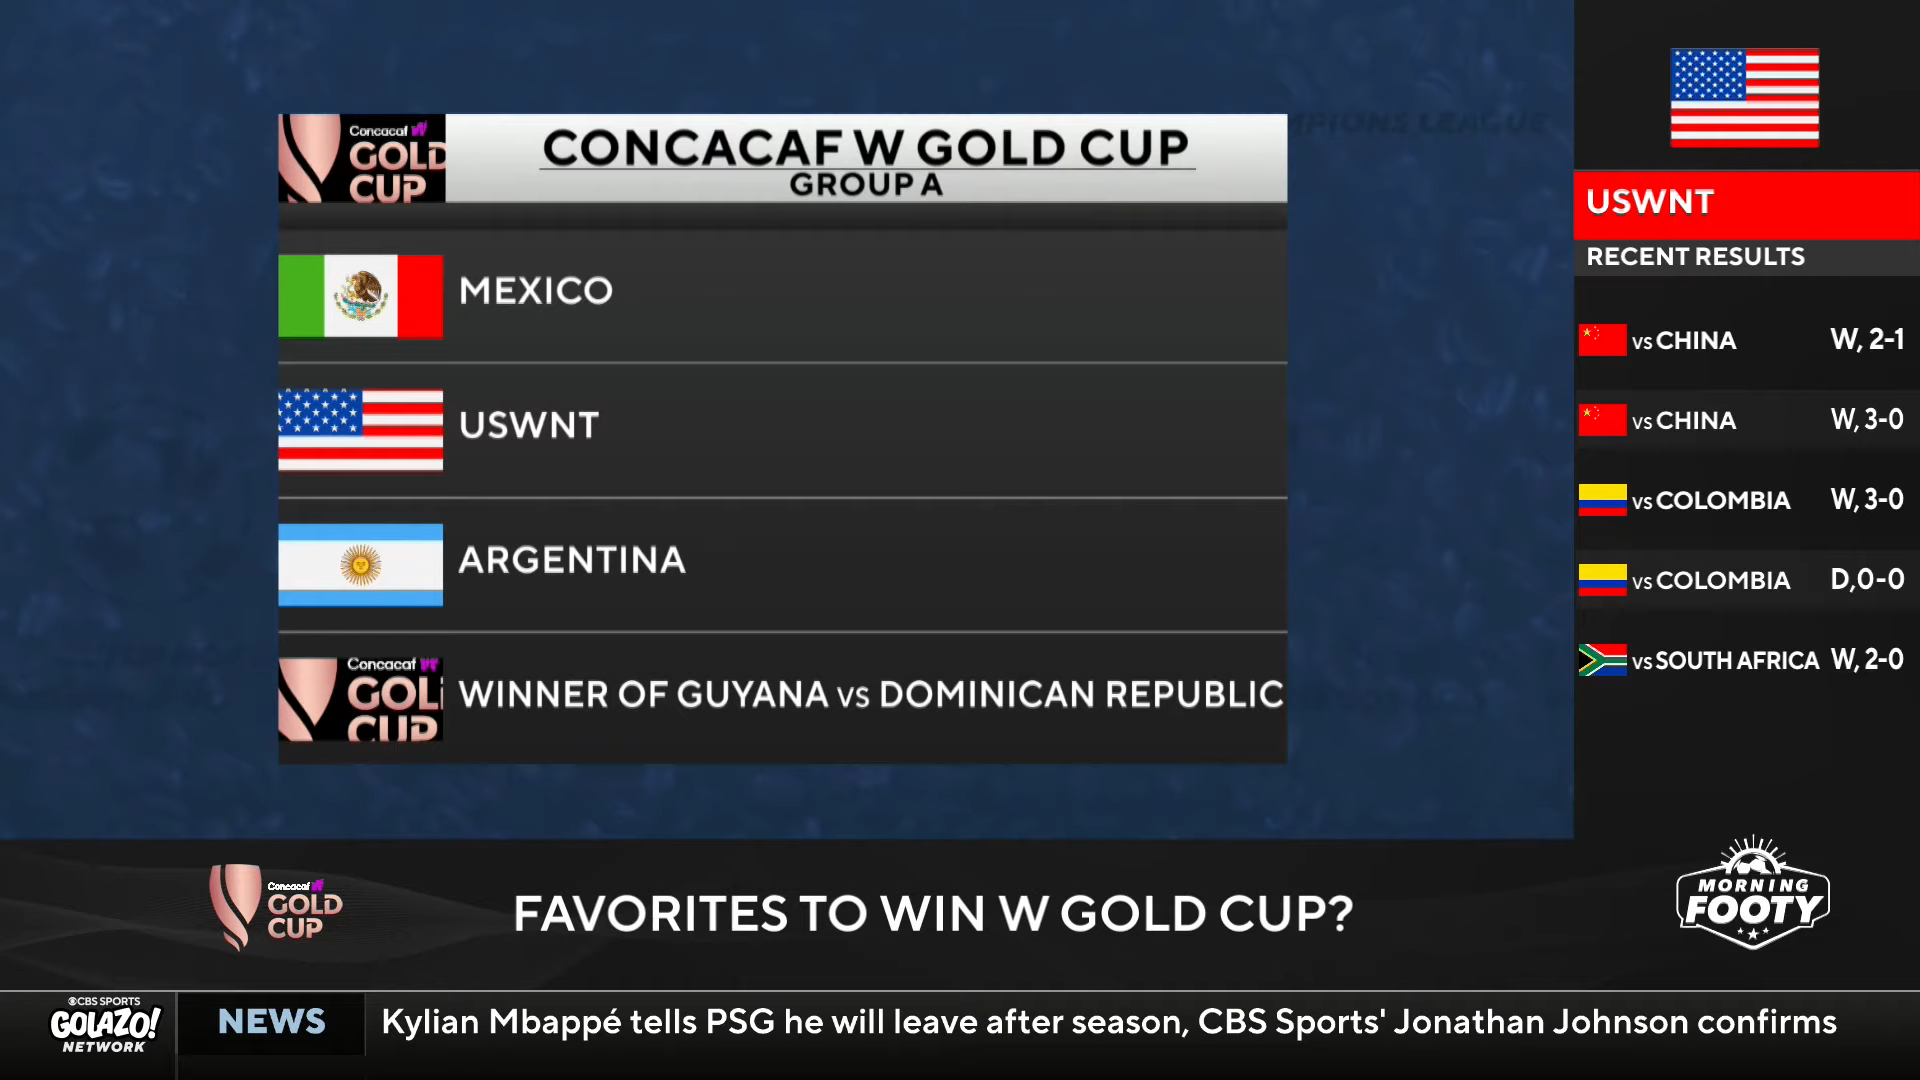 Concacaf W
GOLD
CUP
CONCACAF W GOLD CUP
GROUP A
MEXICO
USWNT
ARGENTINA
Concacaf W
CUP
WINNER OF GUYANA vs DOMINICAN REPUBLIC
MPIONS LEAGUE
USWNT
RECENT RESULTS
vs CHINA W, 2-1
vs CHINA W, 3-0
vs COLOMBIA W, 3-0
vs COLOMBIA D,0-0
vs SOUTH AFRICA W, 2-0
Concacaf W
GOLD
CUP
FAVORITES TO WIN W GOLD CUP?
MORNING
FOOTY
CBS SPORTS
GOLAZO!
NETWORK
NEWS
Kylian Mbappé tells PSG he will leave after season, CBS Sports' Jonathan Johnson confirms